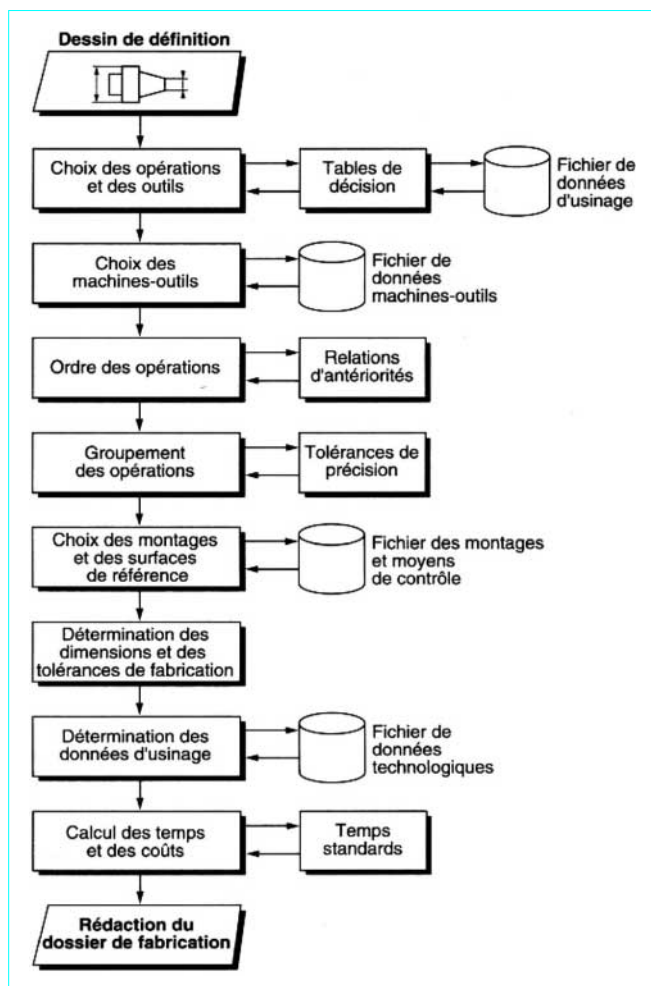 Dessin de définition
Choix des opérations
et des outils
Tables de
décision
Fichier de
données
d'usinage
Choix des
machines-outils
Fichier de
données
machines-outils
Ordre des opérations
Relations
d'antériorités
Groupement
des opérations
Tolérances de
précision
Choix des montages
et des surfaces
de référence
Fichier des montages
et moyens
de contrôle
Détermination des
dimensions et des
tolérances de fabrication
Détermination des
données d'usinage
Fichier de
données
technologiques
Calcul des temps
et des coûts
Temps
standards
Rédaction du
dossier de fabrication